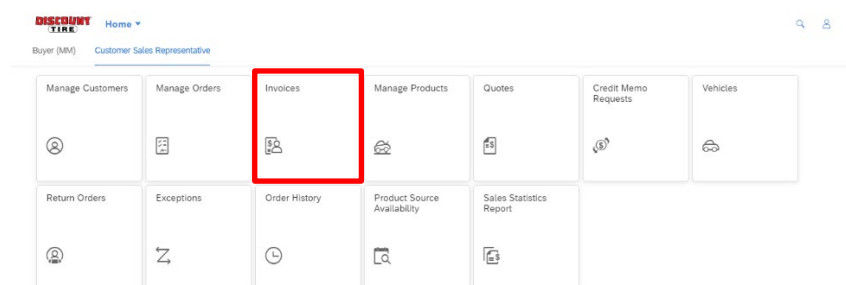 DISCOUNT
TIRE
Home
Buyer (MM) Customer Sales Representative
Manage Customers
Manage Orders
Invoices
Manage Products
Quotes
Credit Memo
Requests
Vehicles
Return Orders
Exceptions
Order History
Product Source
Availability
Sales Statistics
Report